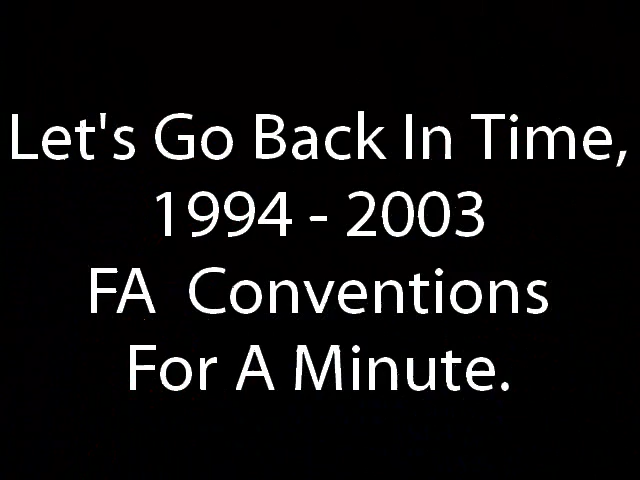 Let's Go Back In Time,
1994 - 2003
FA  Conventions
For A Minute.